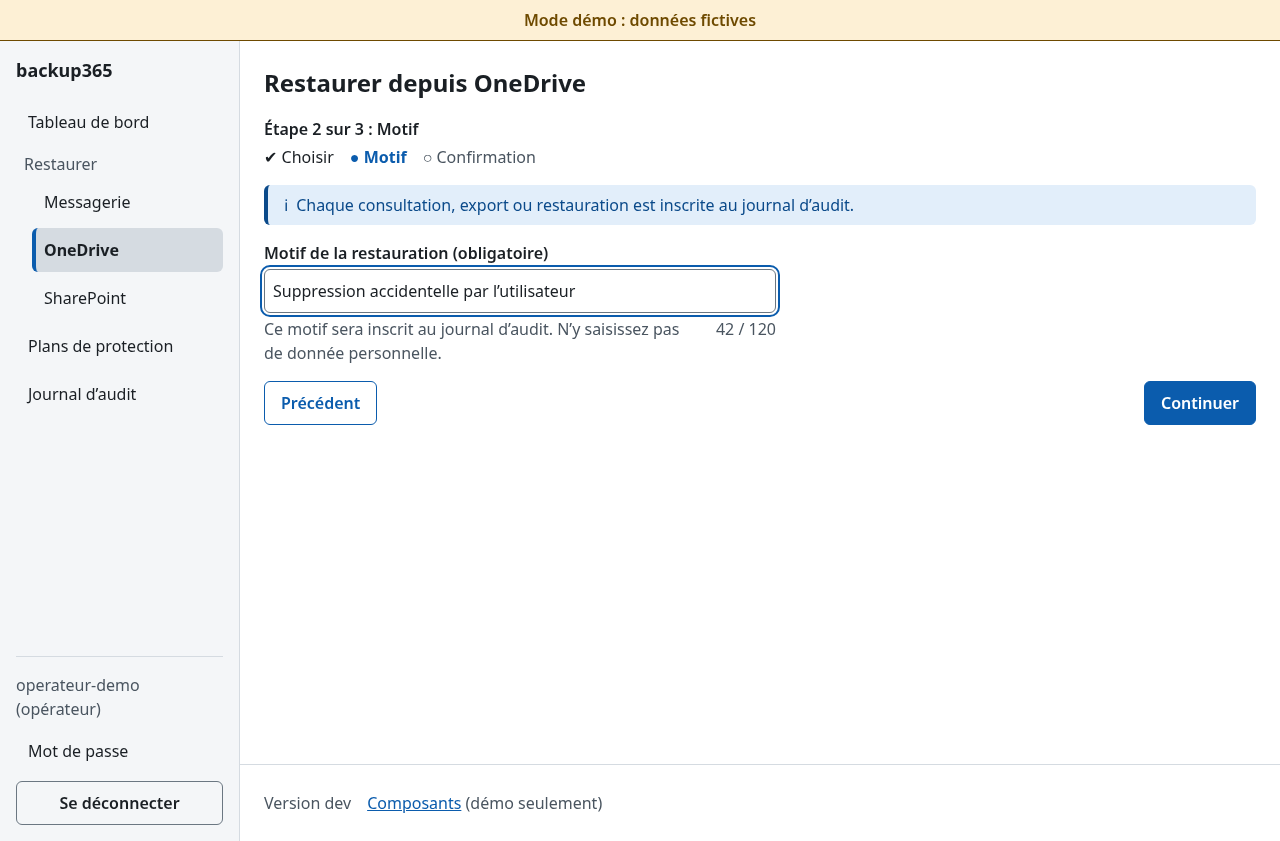 Mode démo : données fictives
backup365
Tableau de bord
Restaurer
Messagerie
OneDrive
SharePoint
Plans de protection
Journal d’audit
operateur-demo
(opérateur)
Mot de passe
Se déconnecter
Restaurer depuis OneDrive
Étape 2 sur 3 : Motif
✔ Choisir ● Motif ○ Confirmation
i Chaque consultation, export ou restauration est inscrite au journal d’audit.
Motif de la restauration (obligatoire)
Suppression accidentelle par l’utilisateur
Ce motif sera inscrit au journal d’audit. N’y saisissez pas 42 / 120
de donnée personnelle.
Précédent Continuer
Version dev Composants (démo seulement)